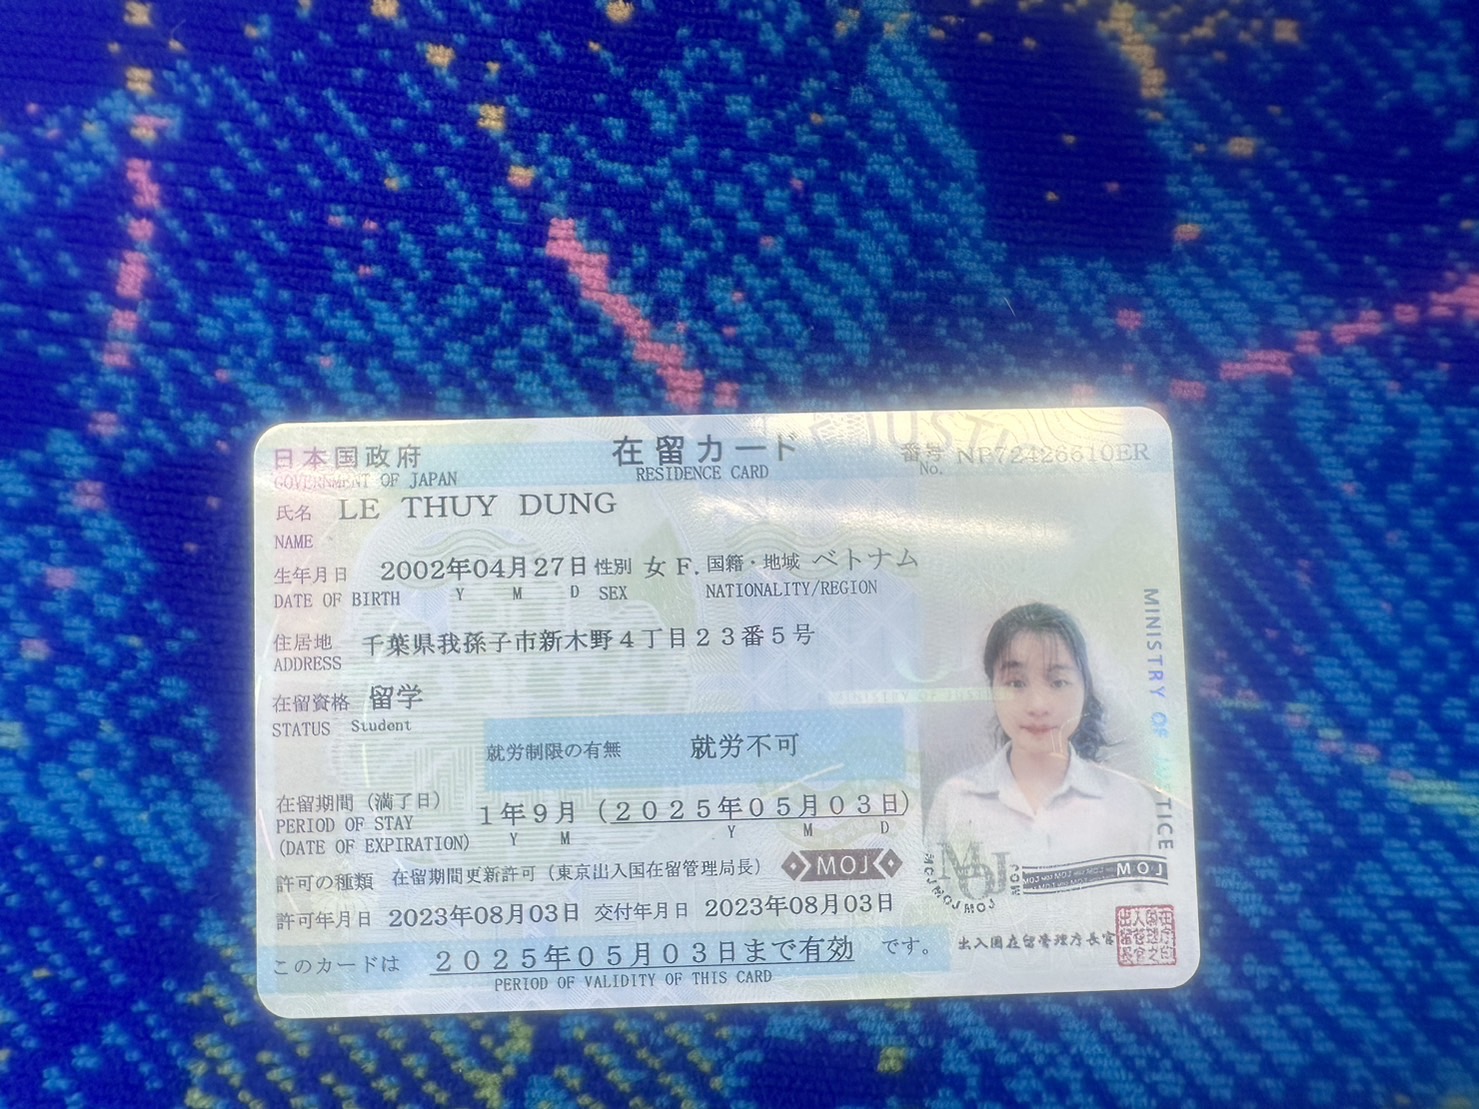 日本国政府 在留カード 番号 NP72426610ER
GOVERNMENT OF JAPAN RESIDENCE CARD No.
氏名 LE THUY DUNG
NAME
生年月日 2002年04月27日 性別 女 F. 国籍・地域 ベトナム
DATE OF BIRTH Y M D SEX NATIONALITY/REGION
住居地 千葉県我孫子市新木野4丁目23番5号
ADDRESS
在留資格 留学
STATUS Student
就労制限の有無 就労不可
在留期間(満了日) 1年9月(2025年05月03日)
PERIOD OF STAY Y M Y M D
(DATE OF EXPIRATION)
許可の種類 在留期間更新許可(東京出入国在留管理局長) MOJ
許可年月日 2023年08月03日 交付年月日 2023年08月03日
このカードは 2025年05月03日まで有効 です。
PERIOD OF VALIDITY OF THIS CARD
MINISTRY OF JUSTICE
MOJ
MOJ MOJ MOJ MOJ
MOJ
出入国在留管理庁長官